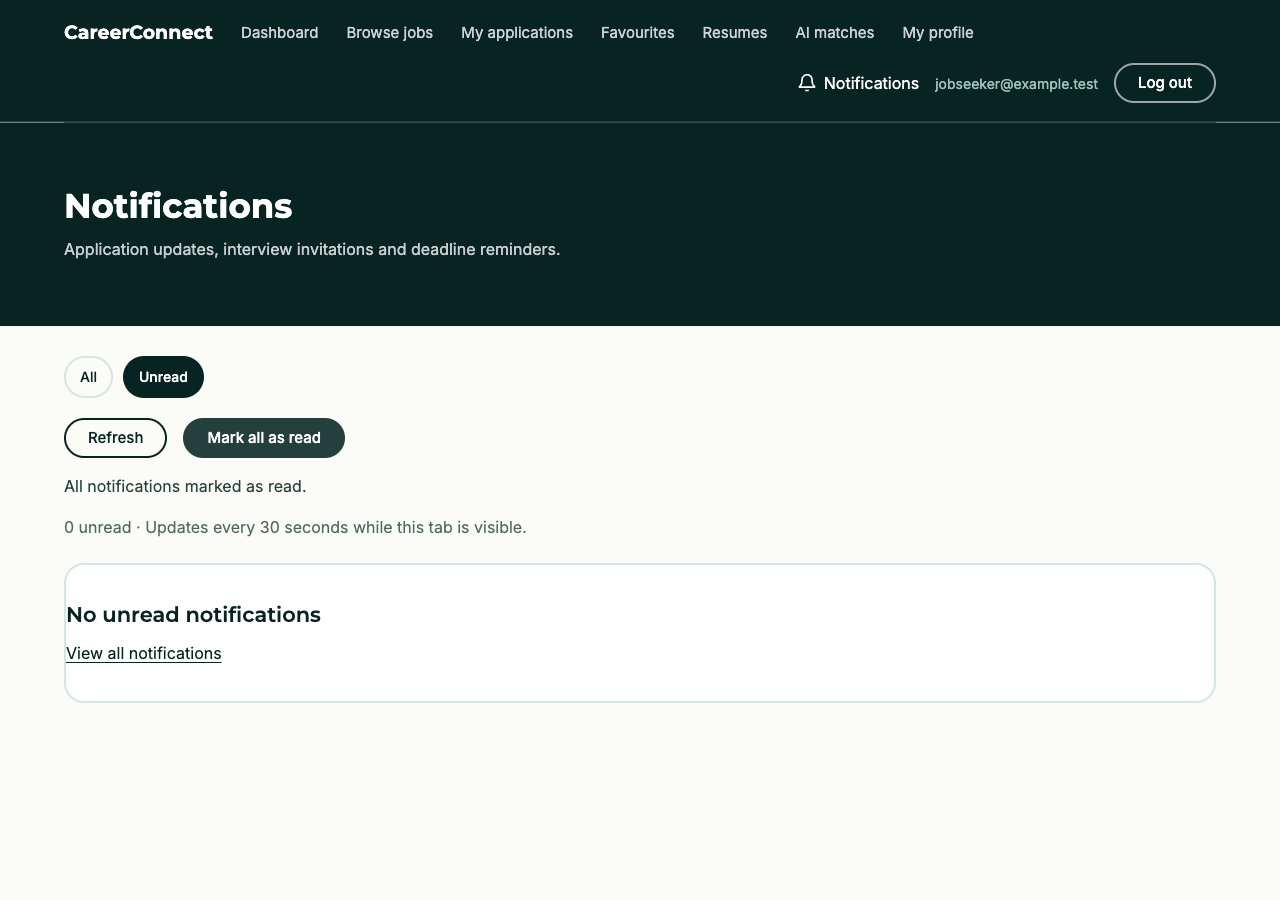 CareerConnect Dashboard Browse jobs My applications Favourites Resumes AI matches My profile
Notifications jobseeker@example.test Log out
Notifications
Application updates, interview invitations and deadline reminders.
All Unread
Refresh Mark all as read
All notifications marked as read.
0 unread · Updates every 30 seconds while this tab is visible.
No unread notifications
View all notifications